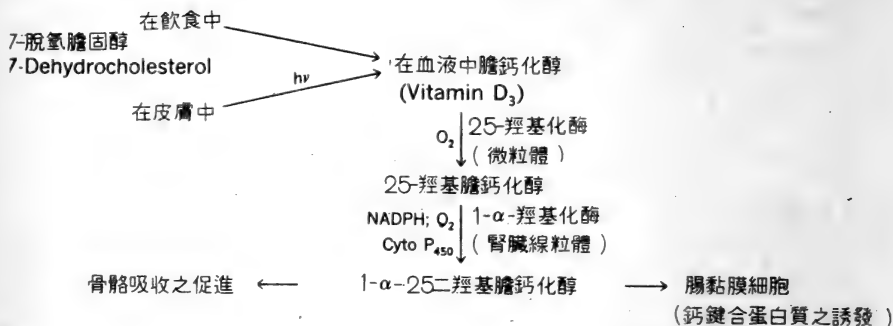 在飲食中
7-脫氫膽固醇
7-Dehydrocholesterol
hν
在皮膚中
在血液中膽鈣化醇
(Vitamin D₃)
O₂
25-羥基化酶
(微粒體)
25-羥基膽鈣化醇
NADPH; O₂
Cyto P₄₅₀
1-α-羥基化酶
(腎臟線粒體)
骨骼吸收之促進
1-α-25二羥基膽鈣化醇
腸黏膜細胞
(鈣鍵合蛋白質之誘發)